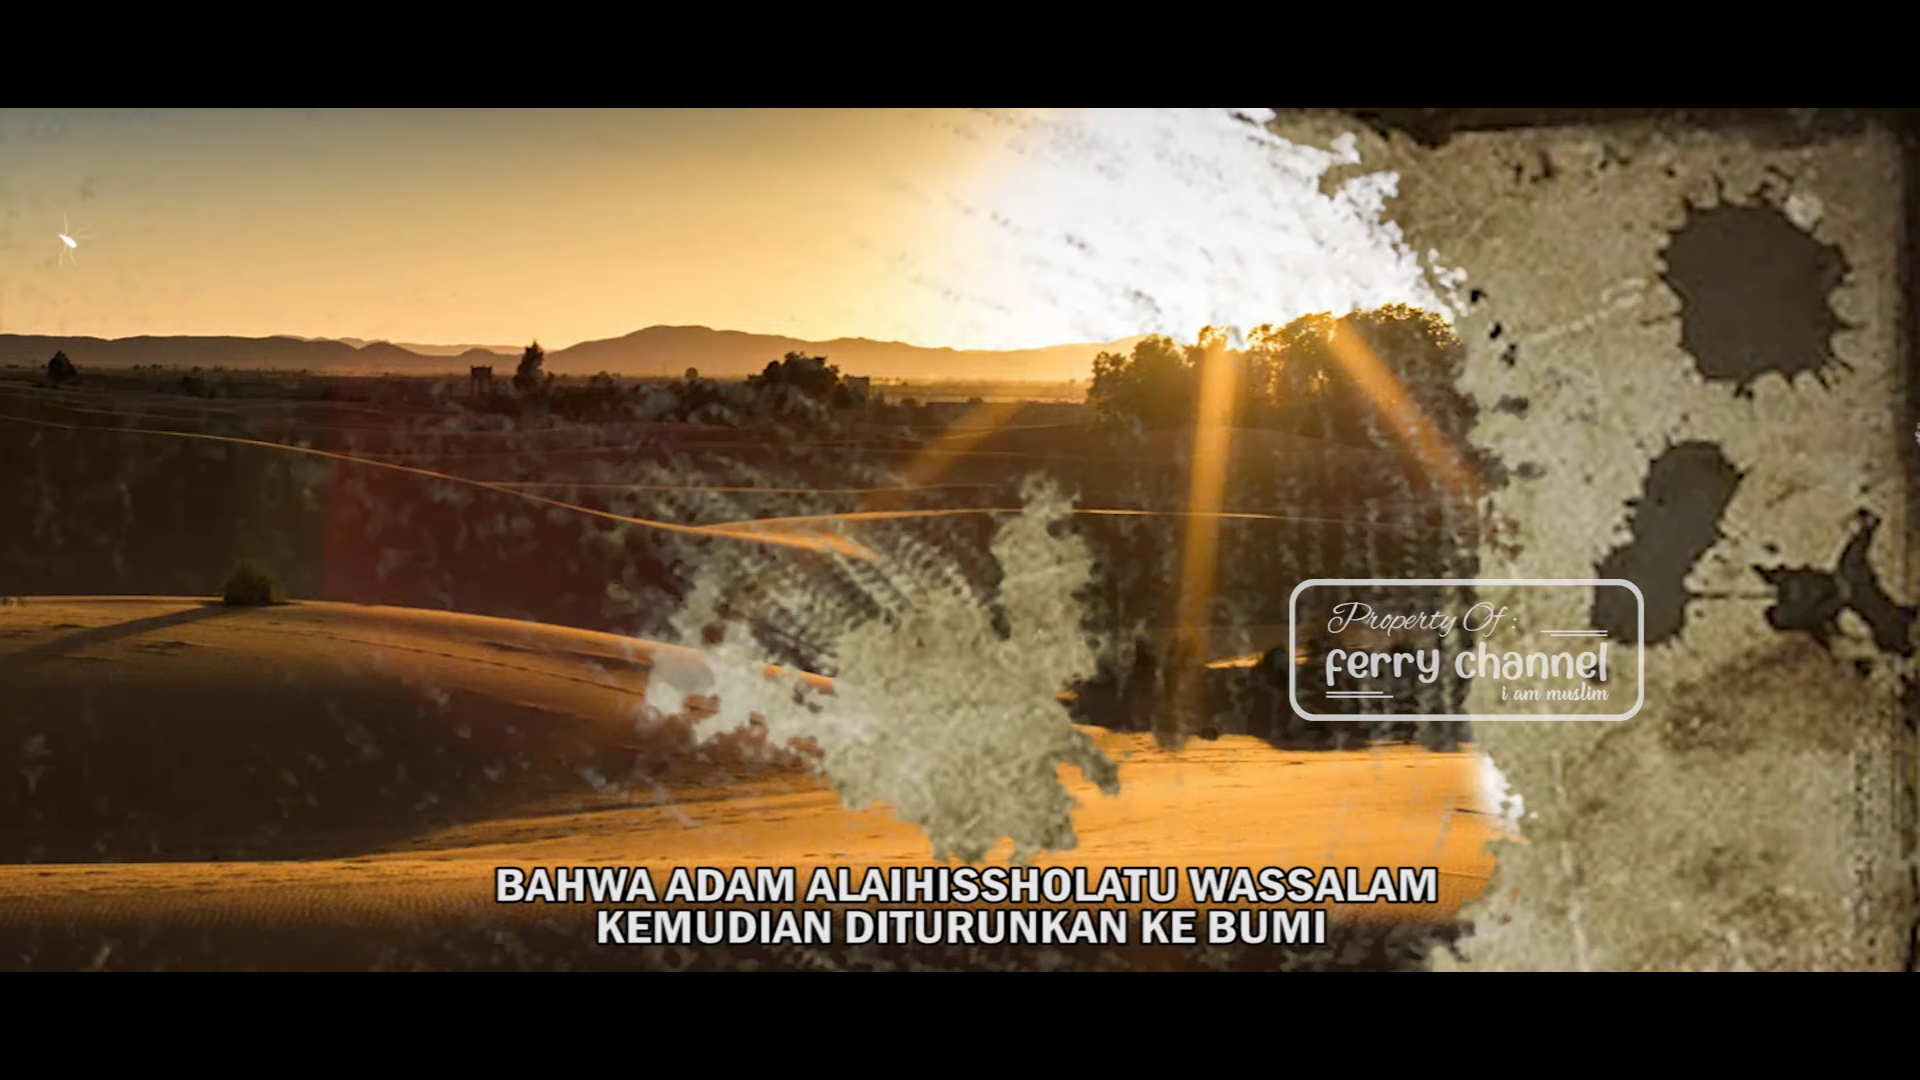 Property Of :
ferry channel
i am muslim
BAHWA ADAM ALAIHISSHOLATU WASSALAM
KEMUDIAN DITURUNKAN KE BUMI